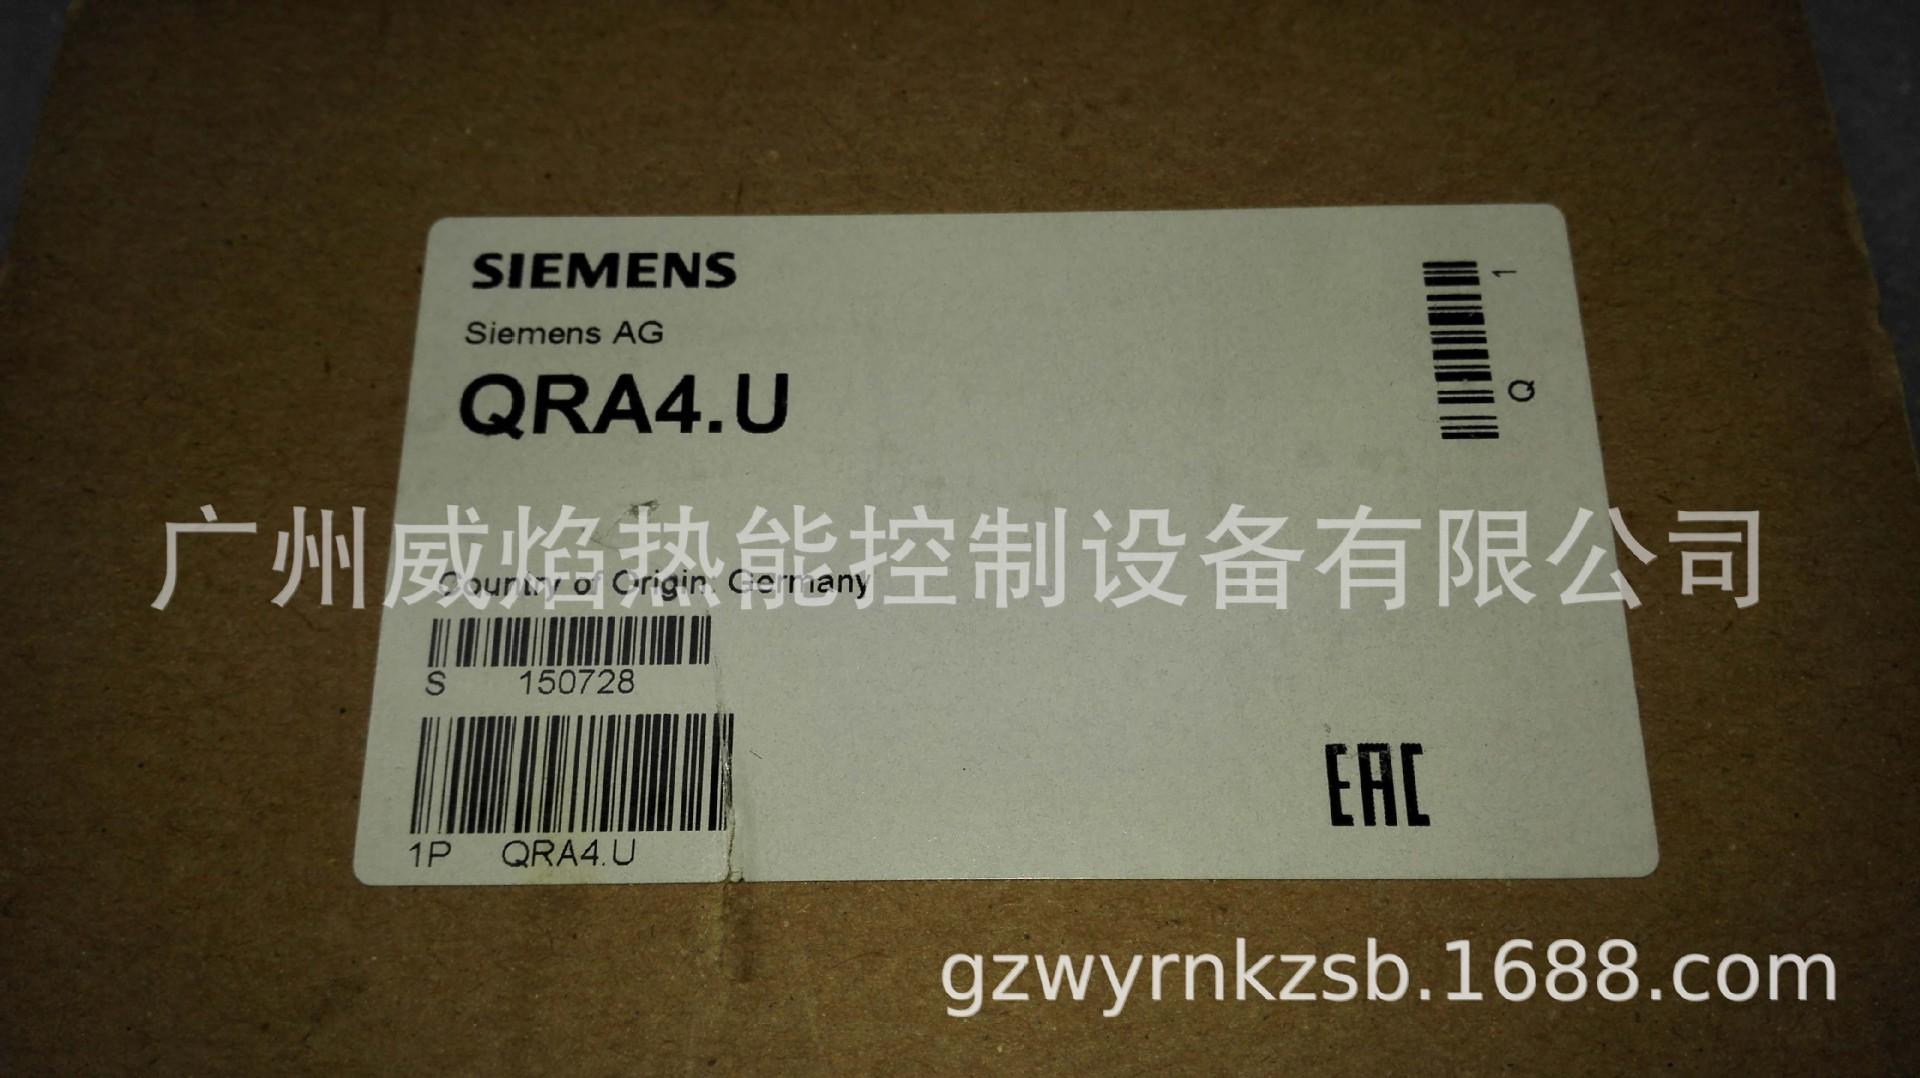 SIEMENS
Siemens AG
QRA4.U
1
Q
广州威焰热能控制设备有限公司
Country of Origin: Germany
S 150728
1P QRA4.U
EAC
gzwyrnkzsb.1688.com